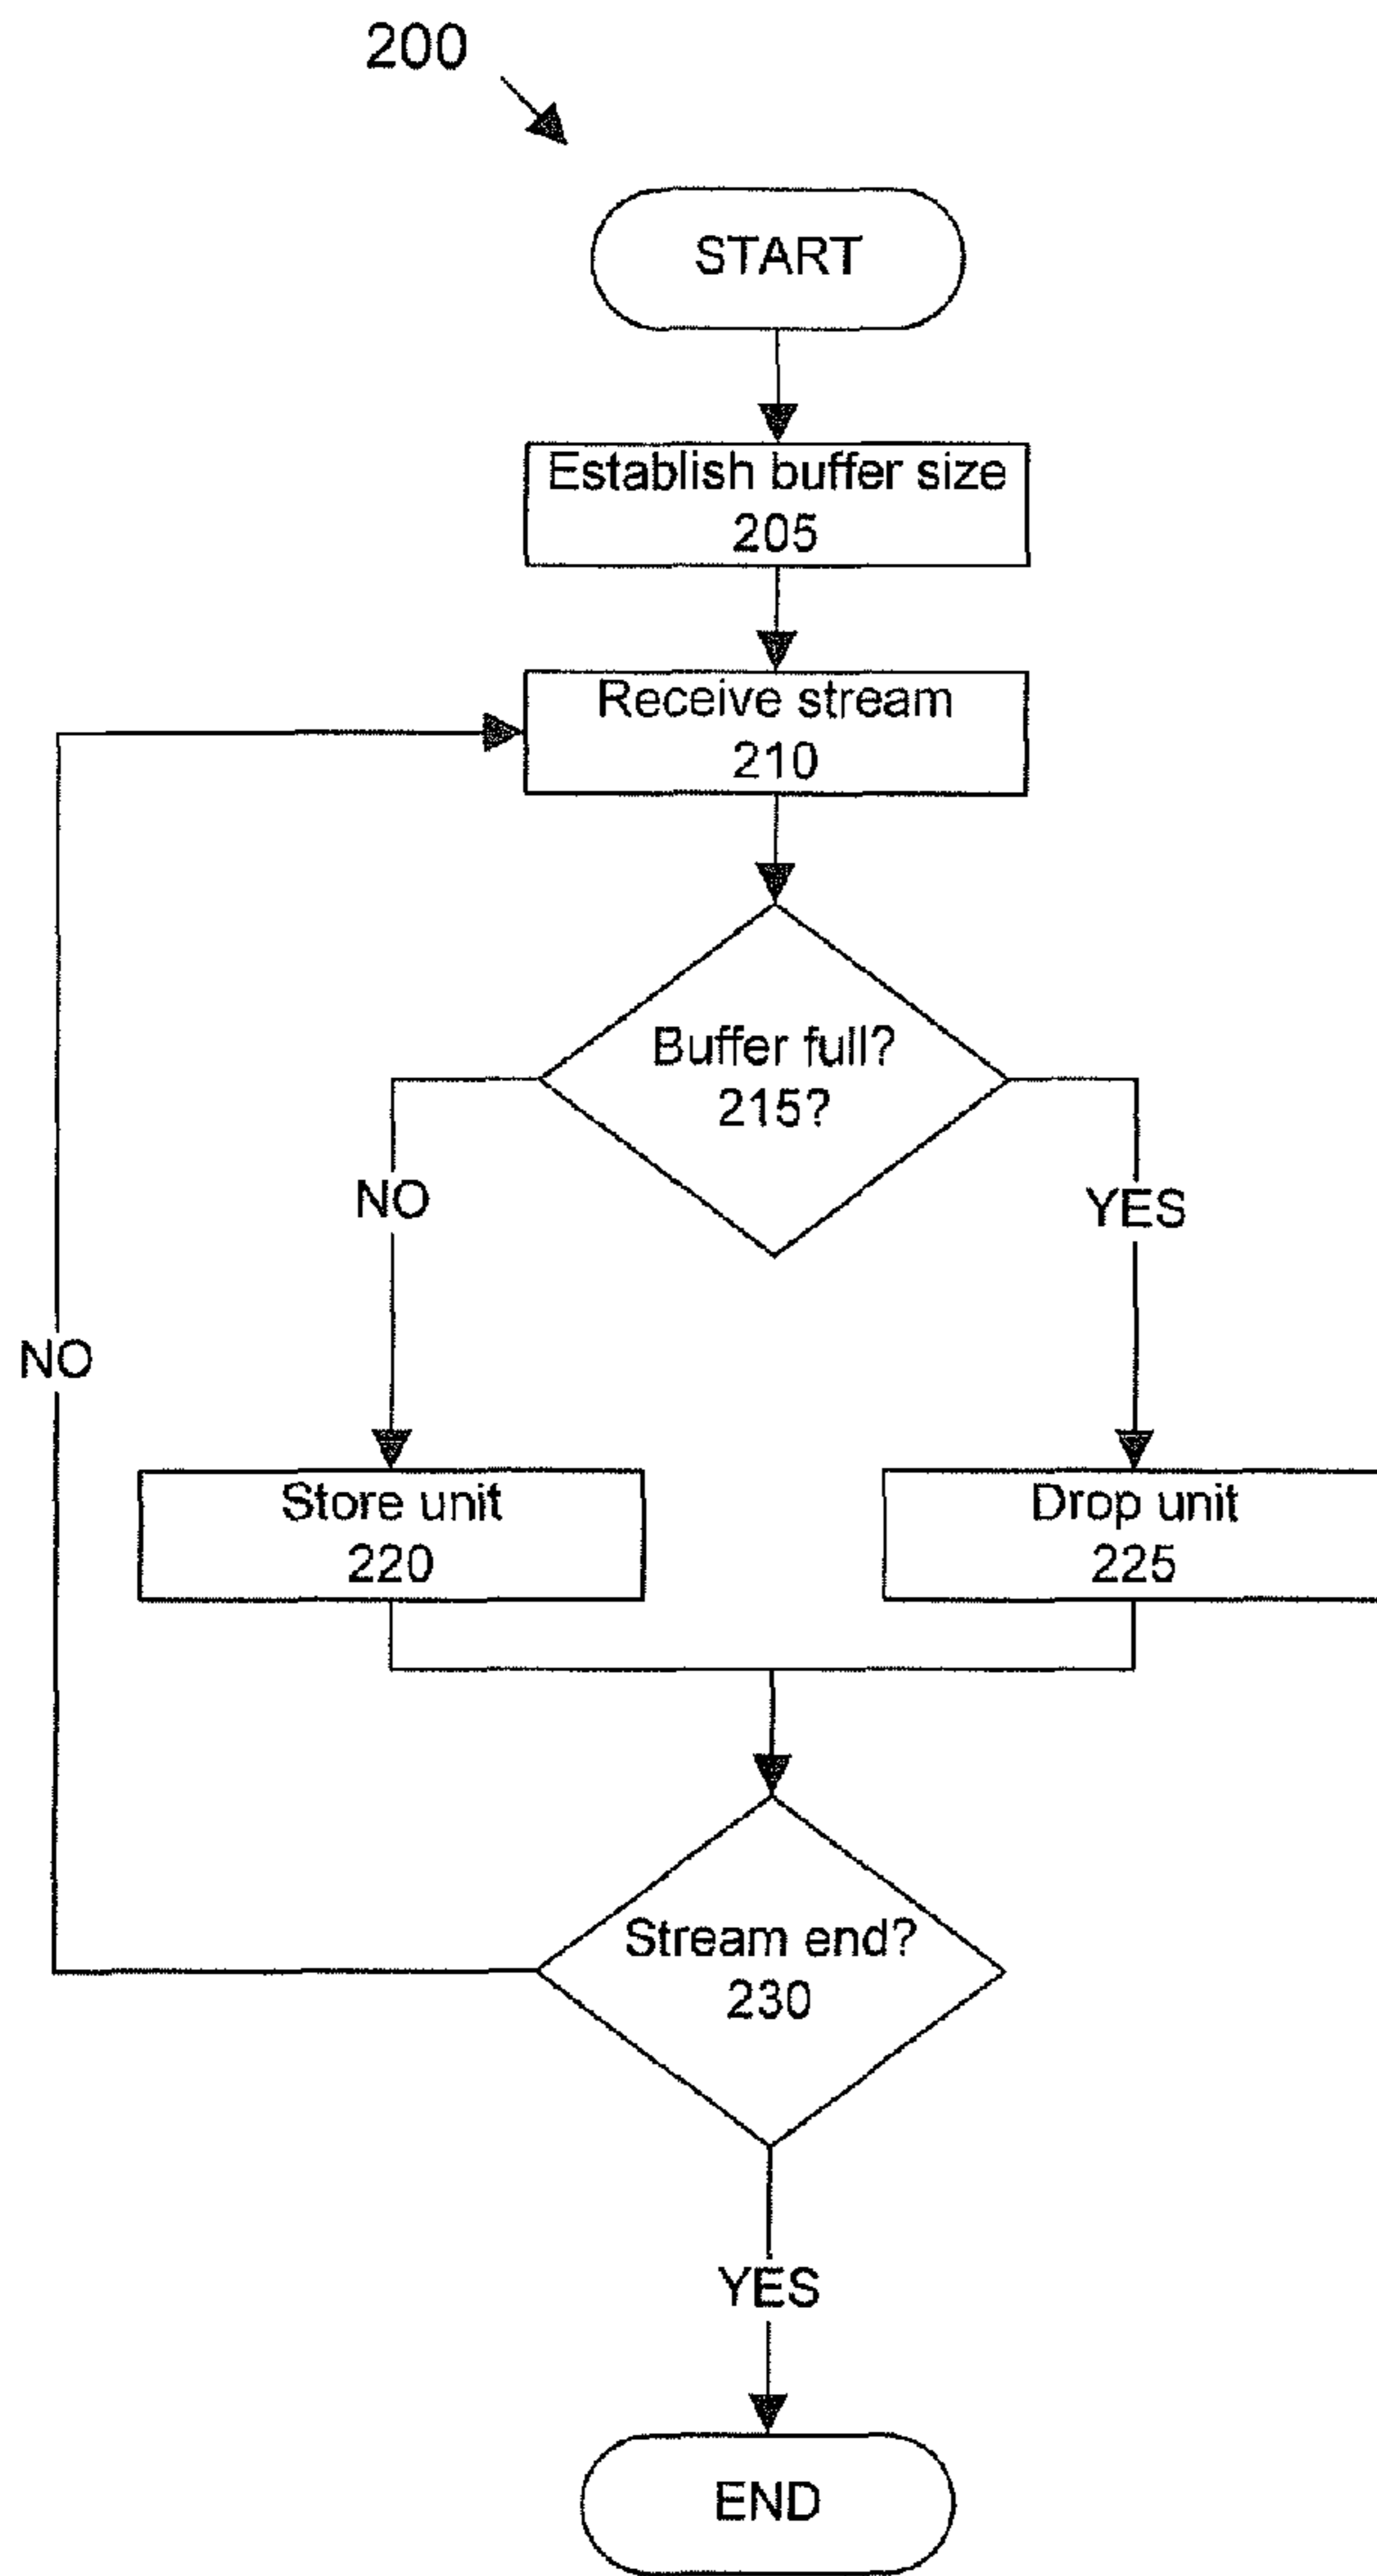 200
START
Establish buffer size
205
Receive stream
210
Buffer full?
215?
NO
YES
NO
Store unit
220
Drop unit
225
Stream end?
230
YES
END